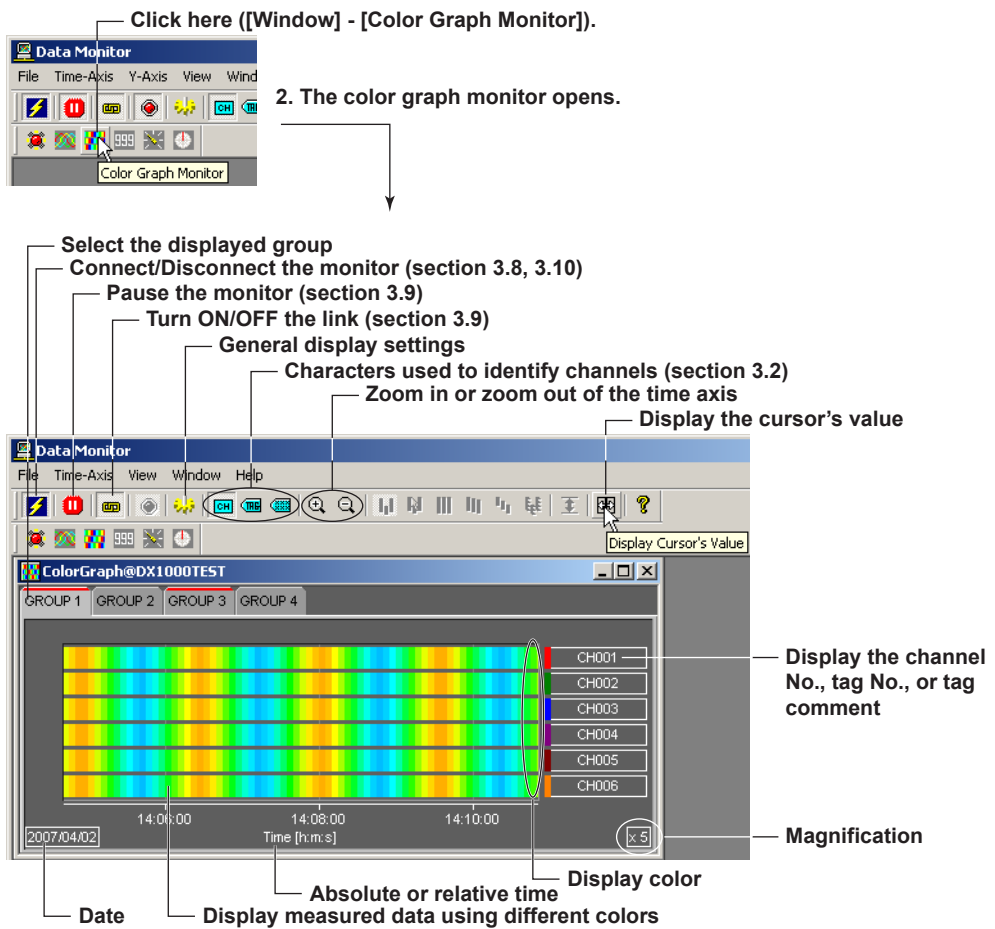 Click here ([Window] - [Color Graph Monitor]).
Data Monitor
File Time-Axis Y-Axis View Wind
CH
2. The color graph monitor opens.
999
Color Graph Monitor
Select the displayed group
Connect/Disconnect the monitor (section 3.8, 3.10)
Pause the monitor (section 3.9)
Turn ON/OFF the link (section 3.9)
General display settings
Characters used to identify channels (section 3.2)
Zoom in or zoom out of the time axis
Display the cursor's value
Data Monitor
File Time-Axis View Window Help
CH TAG
999
Display Cursor's Value
ColorGraph@DX1000TEST
GROUP 1 GROUP 2 GROUP 3 GROUP 4
CH001
CH002
CH003
CH004
CH005
CH006
Display the channel
No., tag No., or tag
comment
14:06:00 14:08:00 14:10:00
2007/04/02 Time [h:m:s] x 5
Magnification
Display color
Absolute or relative time
Date Display measured data using different colors